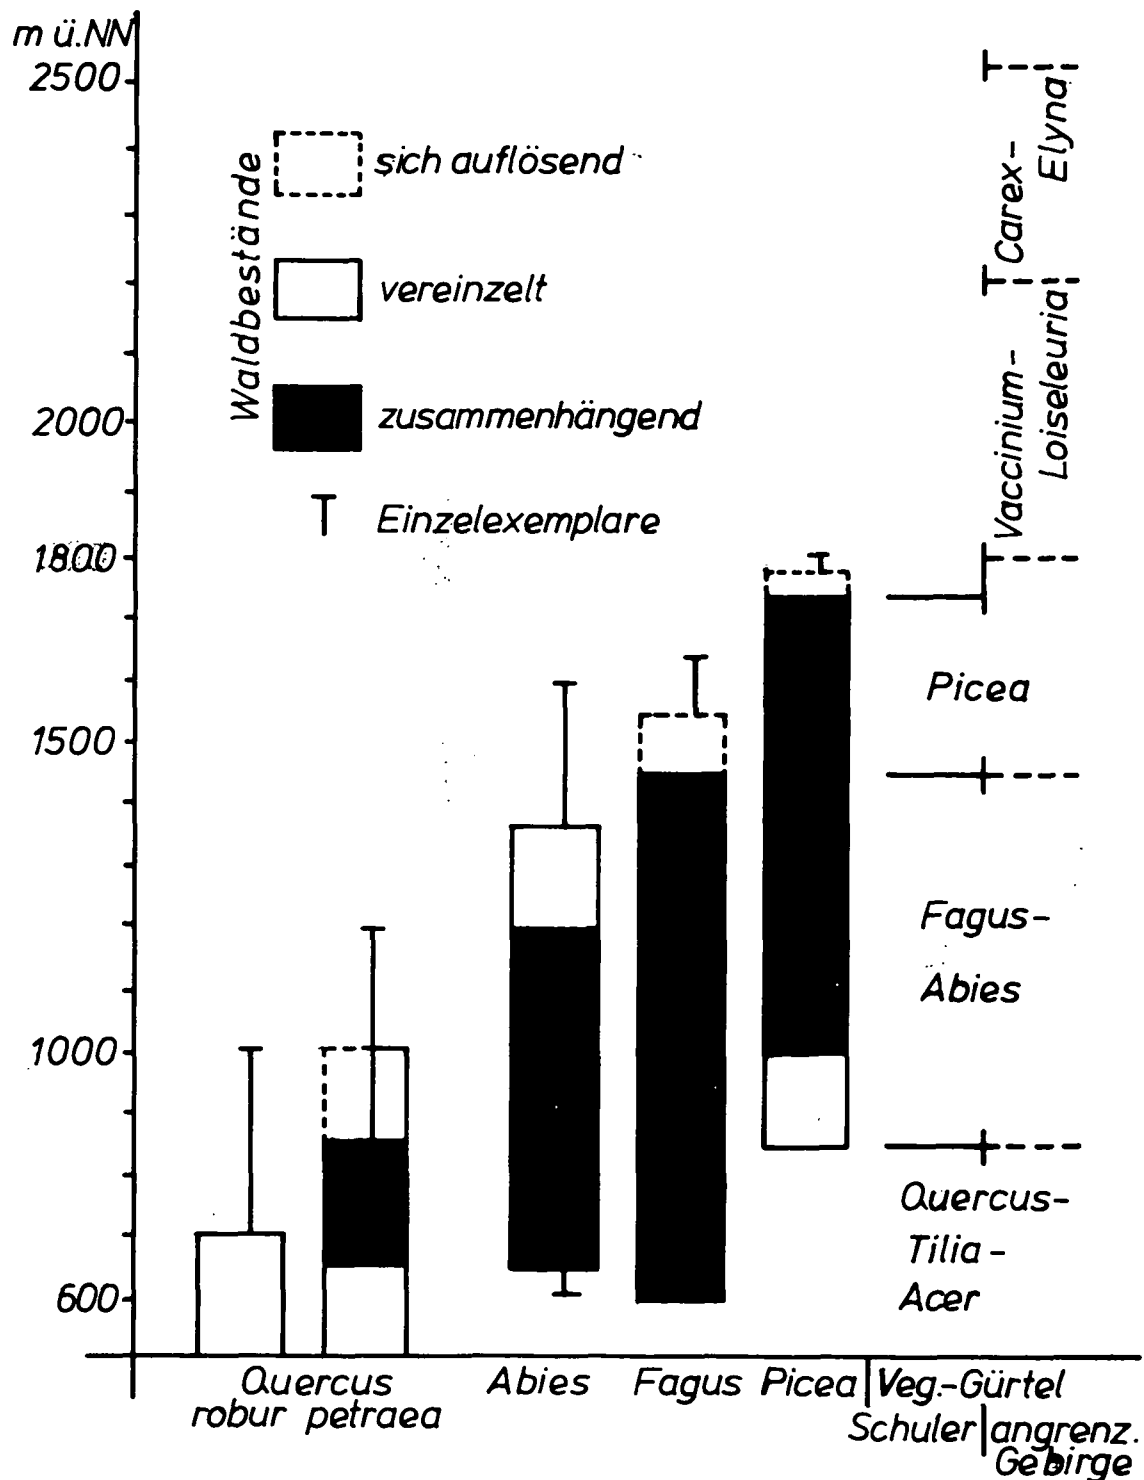 m ü.NN
2500
2000
1800
1500
1000
600
Waldbestände
sich auflösend
vereinzelt
zusammenhängend
Einzelexemplare
Carex-
Elyna
Vaccinium-
Loiseleuria
Picea
Fagus-
Abies
Quercus-
Tilia-
Acer
Quercus
robur petraea
Abies
Fagus
Picea
Veg.-Gürtel
Schuler
angrenz.
Gebirge